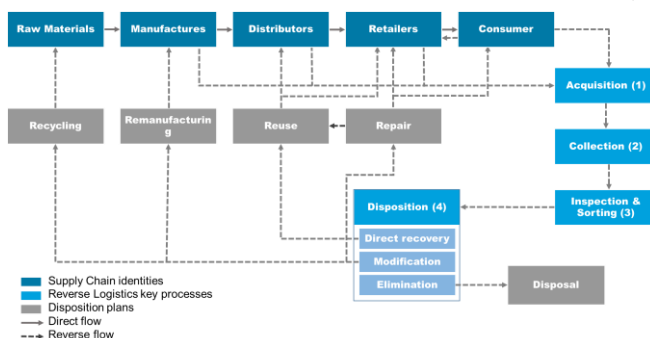 Raw Materials
Manufactures
Distributors
Retailers
Consumer
Acquisition (1)
Recycling
Remanufacturin
g
Reuse
Repair
Collection (2)
Disposition (4)
Inspection &
Sorting (3)
Direct recovery
Modification
Elimination
Disposal
Supply Chain identities
Reverse Logistics key processes
Disposition plans
Direct flow
Reverse flow